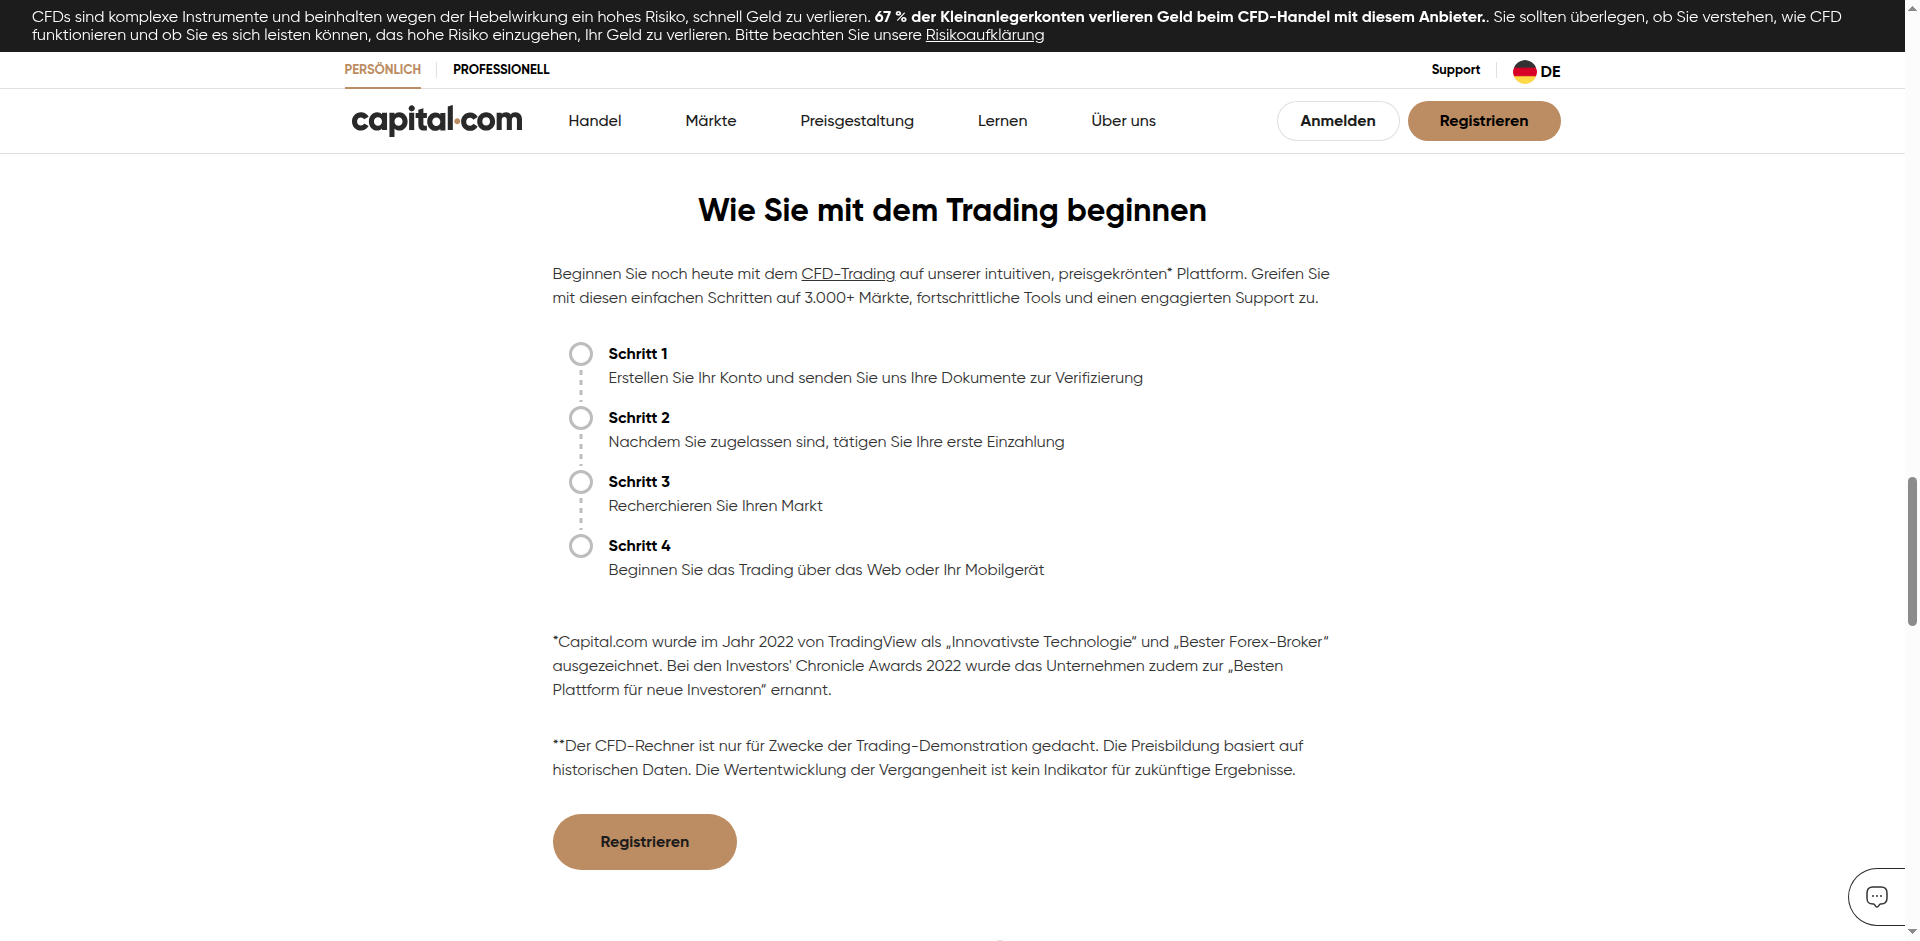 CFDs sind komplexe Instrumente und beinhalten wegen der Hebelwirkung ein hohes Risiko, schnell Geld zu verlieren. 67 % der Kleinanlegerkonten verlieren Geld beim CFD-Handel mit diesem Anbieter.. Sie sollten überlegen, ob Sie verstehen, wie CFD
funktionieren und ob Sie es sich leisten können, das hohe Risiko einzugehen, Ihr Geld zu verlieren. Bitte beachten Sie unsere Risikoaufklärung
PERSÖNLICH PROFESSIONELL Support DE
capital.com Handel Märkte Preisgestaltung Lernen Über uns Anmelden Registrieren
Wie Sie mit dem Trading beginnen
Beginnen Sie noch heute mit dem CFD-Trading auf unserer intuitiven, preisgekrönten* Plattform. Greifen Sie
mit diesen einfachen Schritten auf 3.000+ Märkte, fortschrittliche Tools und einen engagierten Support zu.
Schritt 1
Erstellen Sie Ihr Konto und senden Sie uns Ihre Dokumente zur Verifizierung
Schritt 2
Nachdem Sie zugelassen sind, tätigen Sie Ihre erste Einzahlung
Schritt 3
Recherchieren Sie Ihren Markt
Schritt 4
Beginnen Sie das Trading über das Web oder Ihr Mobilgerät
*Capital.com wurde im Jahr 2022 von TradingView als „Innovativste Technologie“ und „Bester Forex-Broker“
ausgezeichnet. Bei den Investors' Chronicle Awards 2022 wurde das Unternehmen zudem zur „Besten
Plattform für neue Investoren“ ernannt.
**Der CFD-Rechner ist nur für Zwecke der Trading-Demonstration gedacht. Die Preisbildung basiert auf
historischen Daten. Die Wertentwicklung der Vergangenheit ist kein Indikator für zukünftige Ergebnisse.
Registrieren